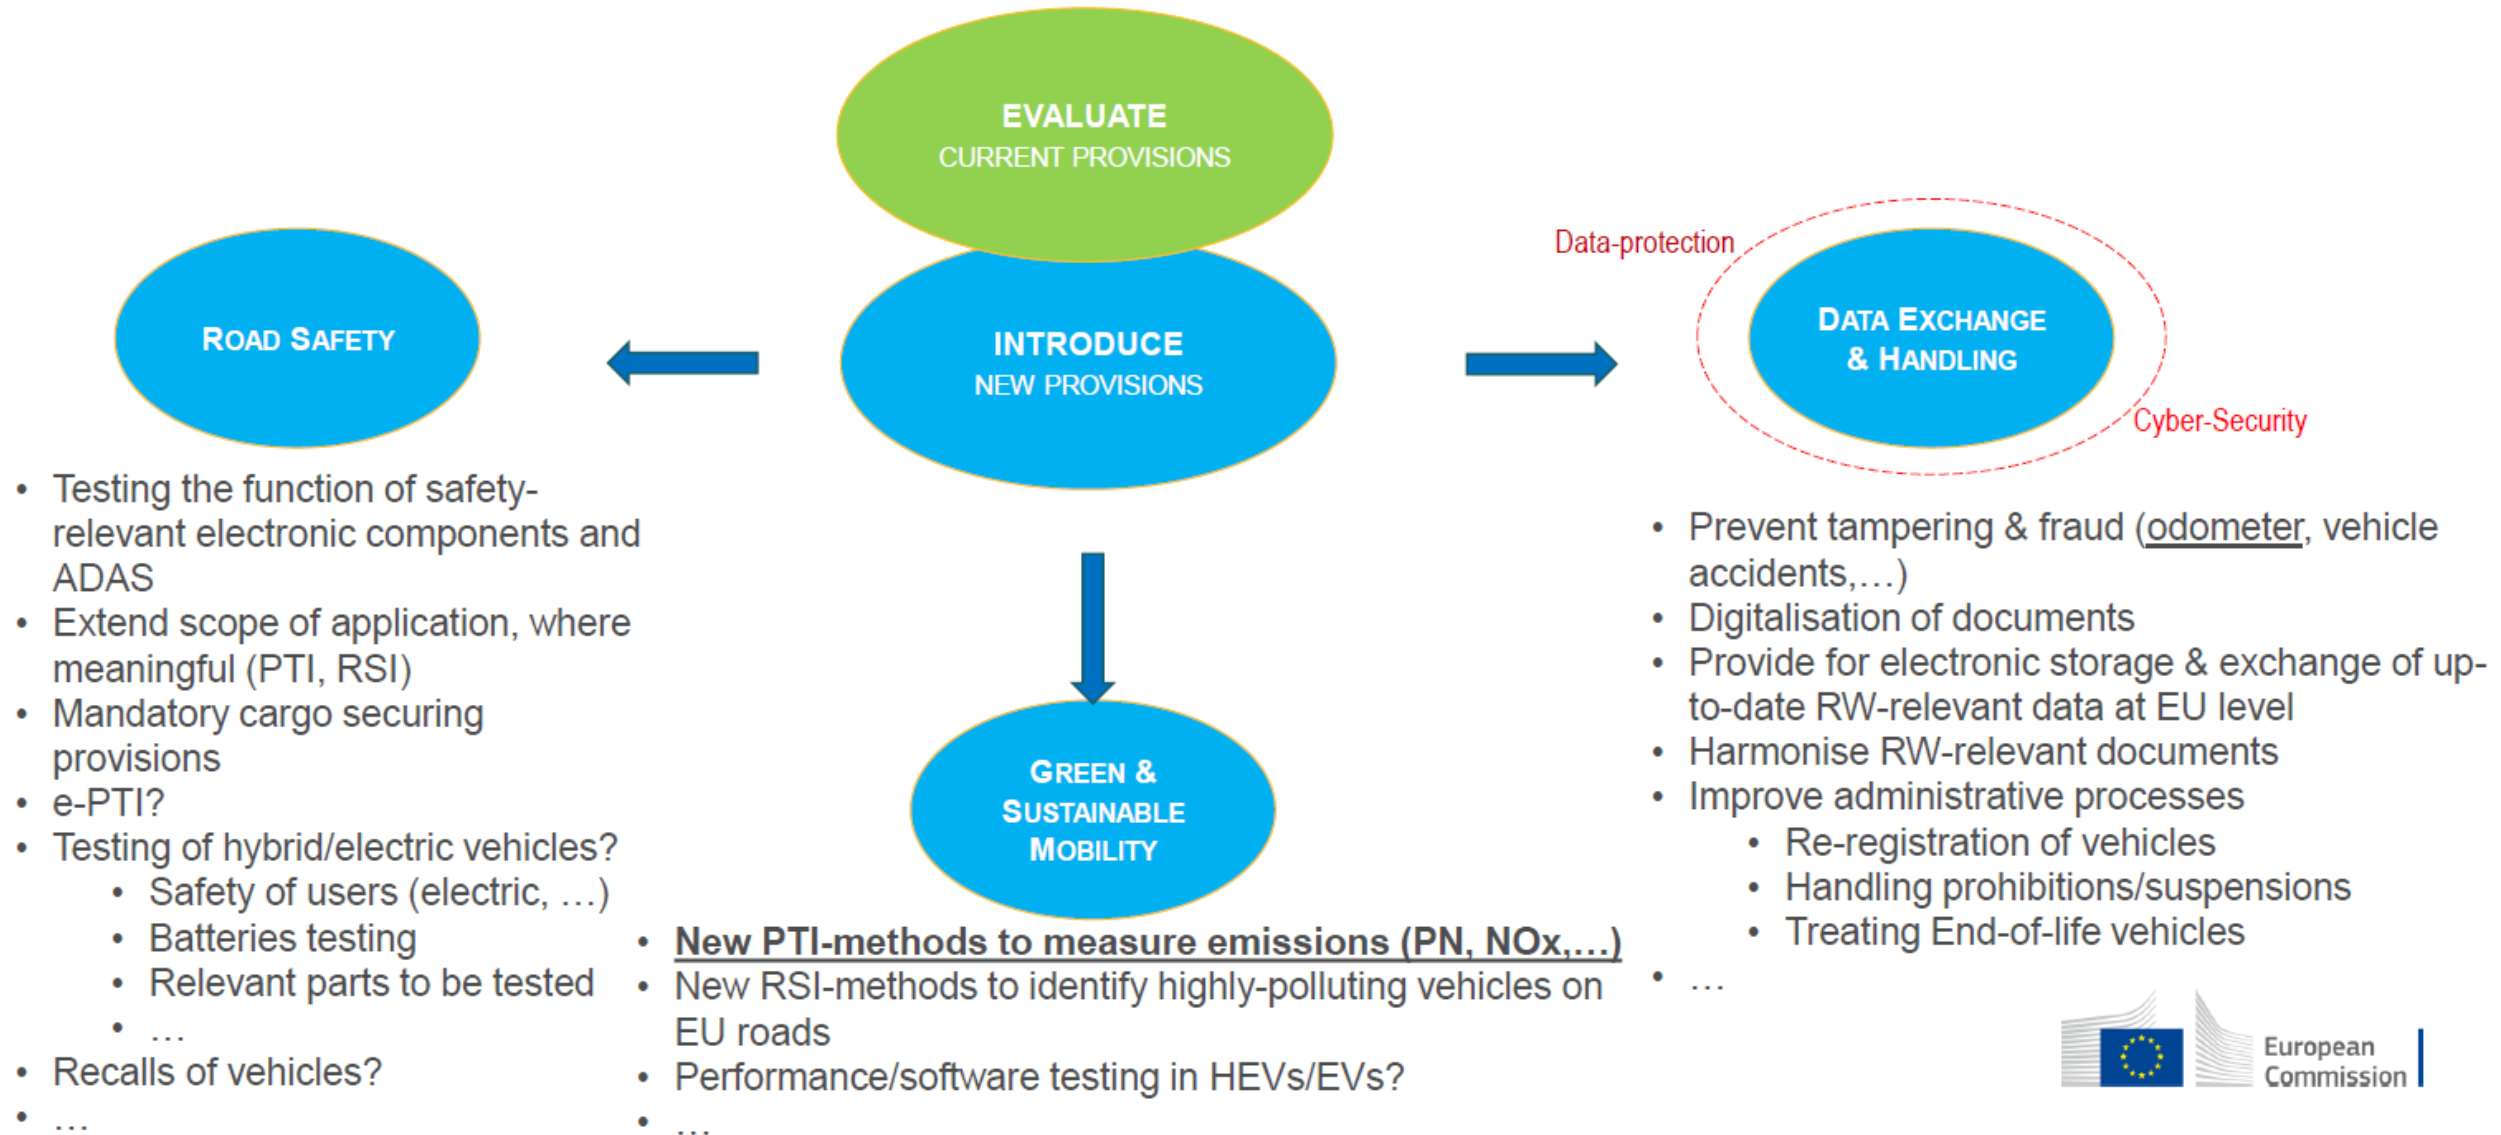 EVALUATE
CURRENT PROVISIONS
INTRODUCE
NEW PROVISIONS
ROAD SAFETY
• Testing the function of safety-
relevant electronic components and
ADAS
• Extend scope of application, where
meaningful (PTI, RSI)
• Mandatory cargo securing
provisions
• e-PTI?
• Testing of hybrid/electric vehicles?
• Safety of users (electric, …)
• Batteries testing
• Relevant parts to be tested
• …
• Recalls of vehicles?
• …
GREEN &
SUSTAINABLE
MOBILITY
• New PTI-methods to measure emissions (PN, NOx,…)
• New RSI-methods to identify highly-polluting vehicles on
EU roads
• Performance/software testing in HEVs/EVs?
• …
Data-protection
DATA EXCHANGE
& HANDLING
Cyber-Security
• Prevent tampering & fraud (odometer, vehicle
accidents,…)
• Digitalisation of documents
• Provide for electronic storage & exchange of up-
to-date RW-relevant data at EU level
• Harmonise RW-relevant documents
• Improve administrative processes
• Re-registration of vehicles
• Handling prohibitions/suspensions
• Treating End-of-life vehicles
• …
European
Commission